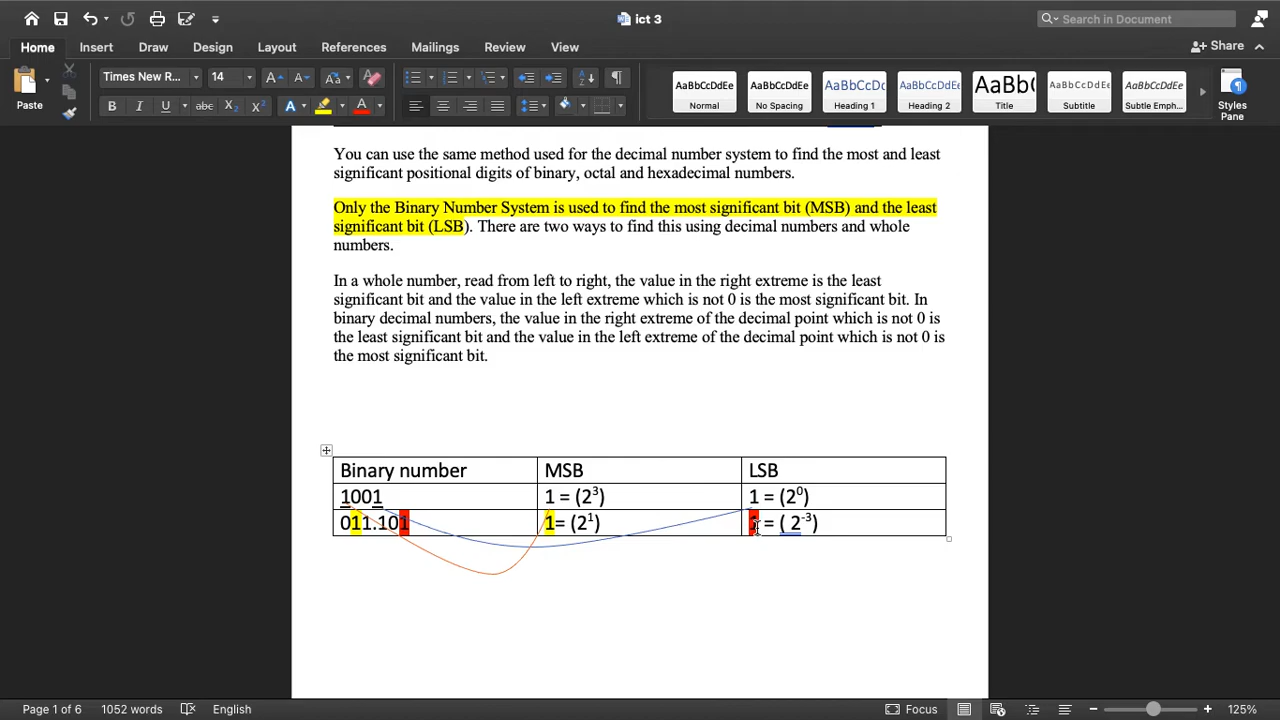 ict 3
Search in Document
Home Insert Draw Design Layout References Mailings Review View Share
Paste
Times New R... 14
AaBbCcDdEe AaBbCcDdEe AaBbCcDc AaBbCcDdEe AaBbC AaBbCcDdEe AaBbCcDdEe
Normal No Spacing Heading 1 Heading 2 Title Subtitle Subtle Emph...
Styles
Pane
You can use the same method used for the decimal number system to find the most and least
significant positional digits of binary, octal and hexadecimal numbers.
Only the Binary Number System is used to find the most significant bit (MSB) and the least
significant bit (LSB). There are two ways to find this using decimal numbers and whole
numbers.
In a whole number, read from left to right, the value in the right extreme is the least
significant bit and the value in the left extreme which is not 0 is the most significant bit. In
binary decimal numbers, the value in the right extreme of the decimal point which is not 0 is
the least significant bit and the value in the left extreme of the decimal point which is not 0 is
the most significant bit.
Binary number MSB LSB
1001 1 = (2³) 1 = (2⁰)
011.101 1= (2¹) 1 = ( 2⁻³)
Page 1 of 6 1052 words English Focus 125%